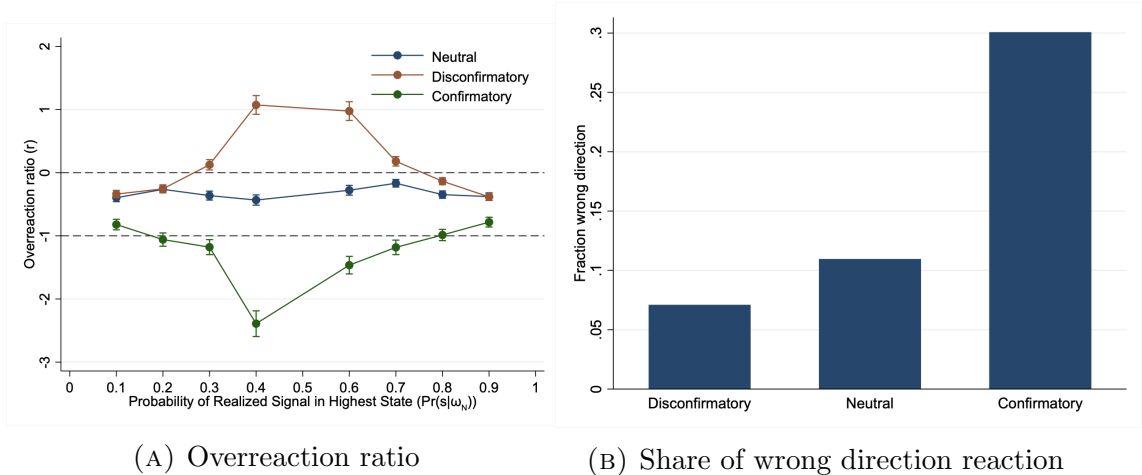 Overreaction ratio (r)
2
1
0
-1
-2
-3
Neutral
Disconfirmatory
Confirmatory
0 0.1 0.2 0.3 0.4 0.5 0.6 0.7 0.8 0.9 1
Probability of Realized Signal in Highest State (Pr(s|ω_N))
(A) Overreaction ratio
Fraction wrong direction
.3
.25
.2
.15
.1
.05
0
Disconfirmatory Neutral Confirmatory
(B) Share of wrong direction reaction